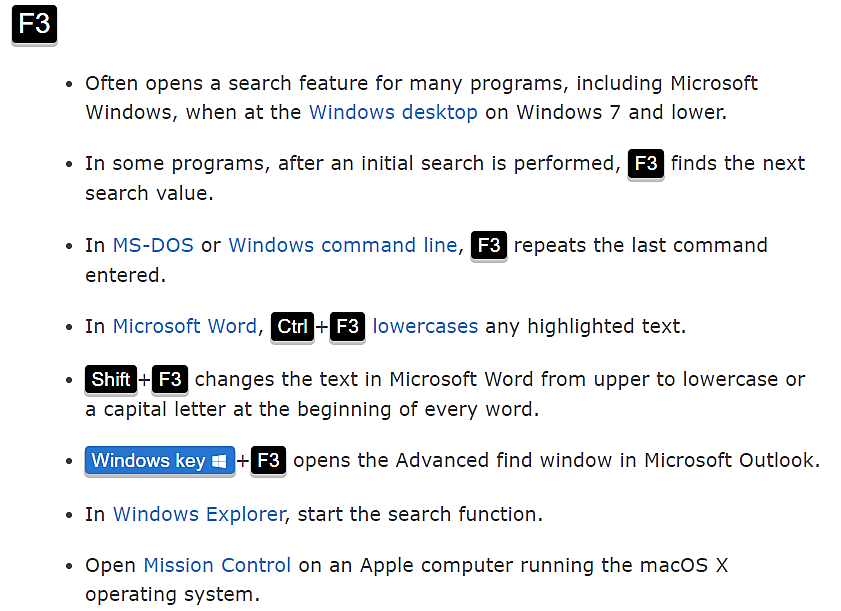 F3
• Often opens a search feature for many programs, including Microsoft
Windows, when at the Windows desktop on Windows 7 and lower.
• In some programs, after an initial search is performed, F3 finds the next
search value.
• In MS-DOS or Windows command line, F3 repeats the last command
entered.
• In Microsoft Word, Ctrl+F3 lowercases any highlighted text.
• Shift+F3 changes the text in Microsoft Word from upper to lowercase or
a capital letter at the beginning of every word.
• Windows key+F3 opens the Advanced find window in Microsoft Outlook.
• In Windows Explorer, start the search function.
• Open Mission Control on an Apple computer running the macOS X
operating system.